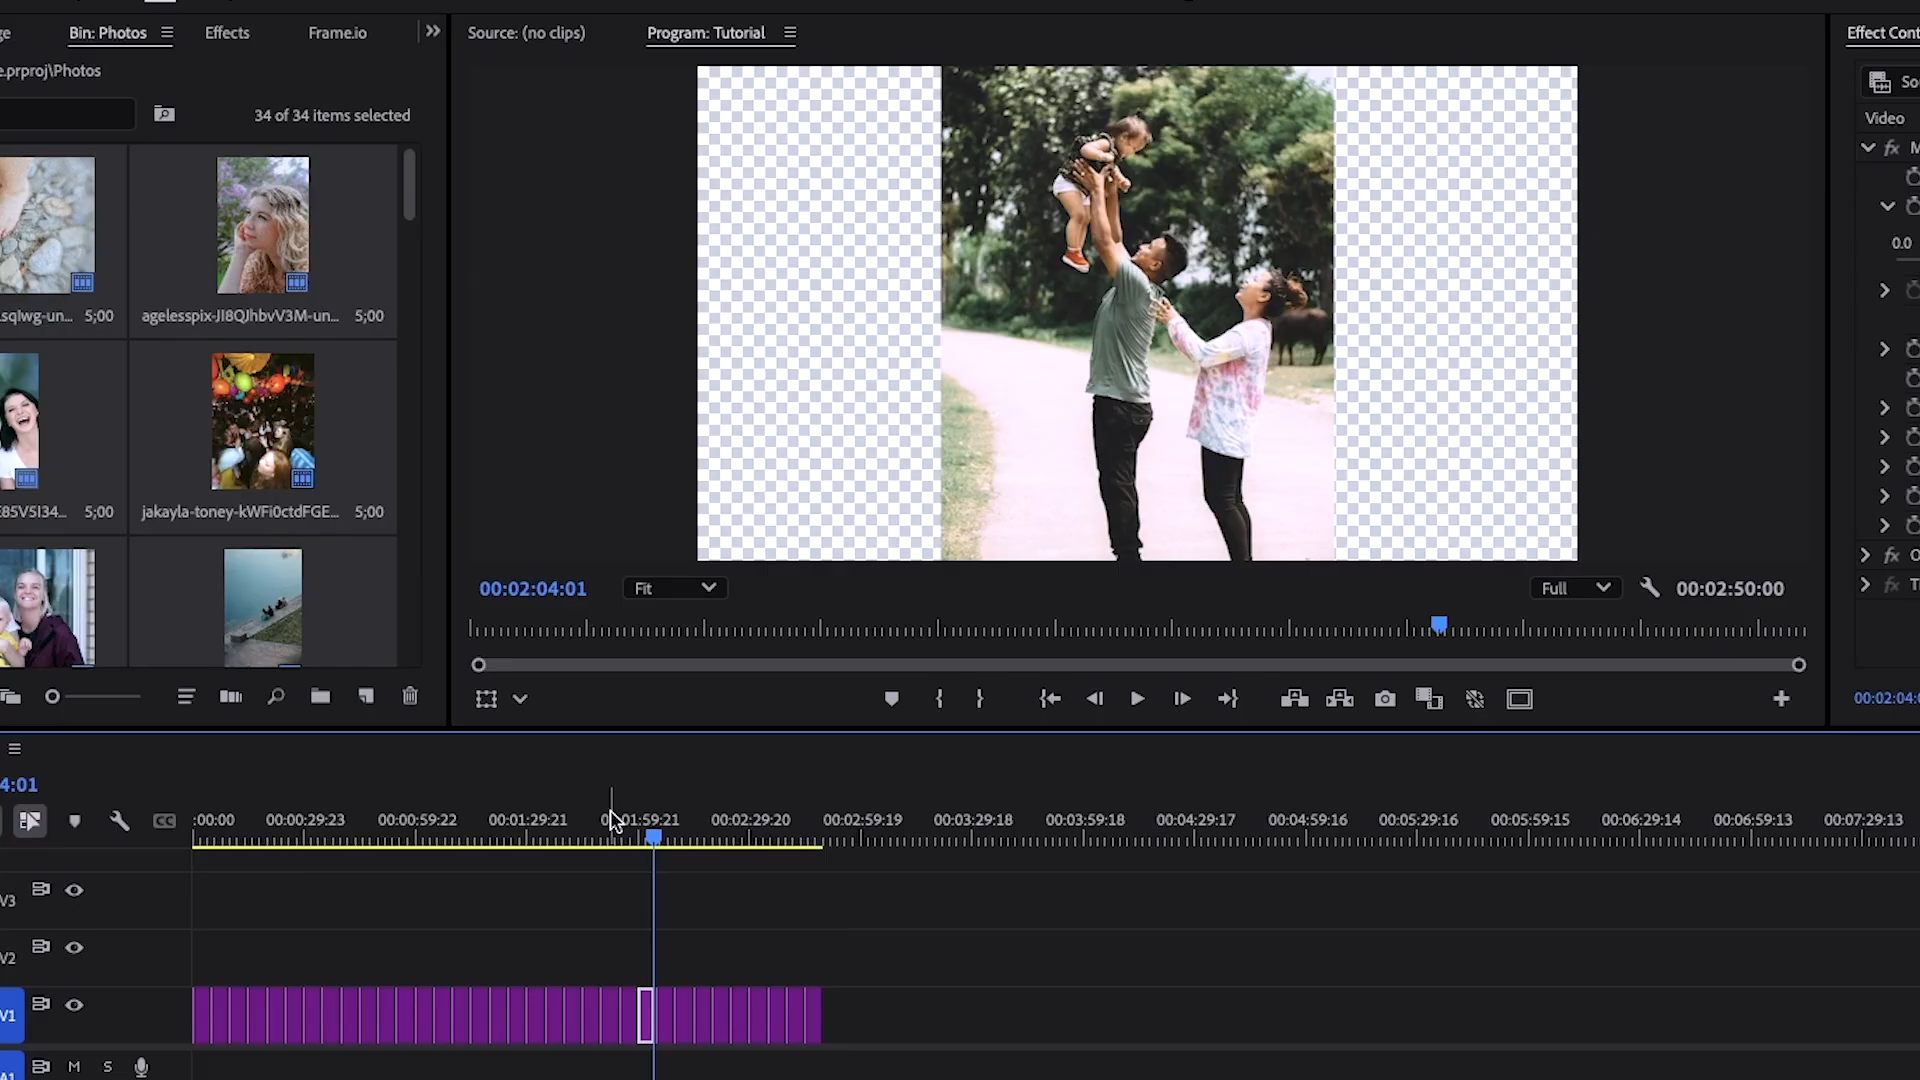 ge
Bin: Photos
Effects
Frame.io
Source: (no clips)
Program: Tutorial
Effect Cont
e.prproj\Photos
So
34 of 34 items selected
Video
fx M
0.0
sqlwg-un... 5;00
agelesspix-JI8QJhbvV3M-un... 5;00
E85V5I34... 5;00
jakayla-toney-kWFi0ctdFGE... 5;00
fx O
fx T
00:02:04:01
Fit
Full
00:02:50:00
00:02:04:
4:01
CC
:00:00
00:00:29:23
00:00:59:22
00:01:29:21
01:59:21
00:02:29:20
00:02:59:19
00:03:29:18
00:03:59:18
00:04:29:17
00:04:59:16
00:05:29:16
00:05:59:15
00:06:29:14
00:06:59:13
00:07:29:13
V3
V2
V1
A1
M
S